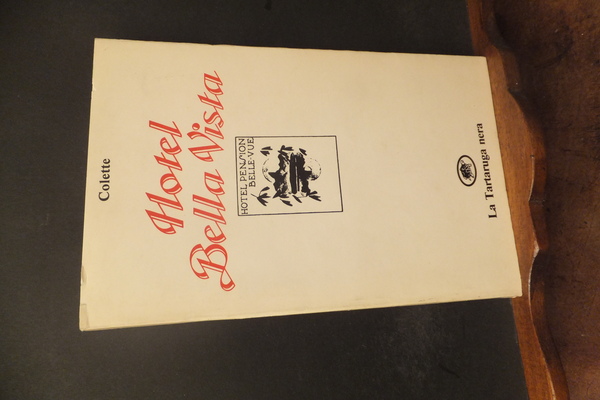 Colette
Hotel
Bella Vista
HOTEL PENSION
BELLE-VUE
La Tartaruga nera